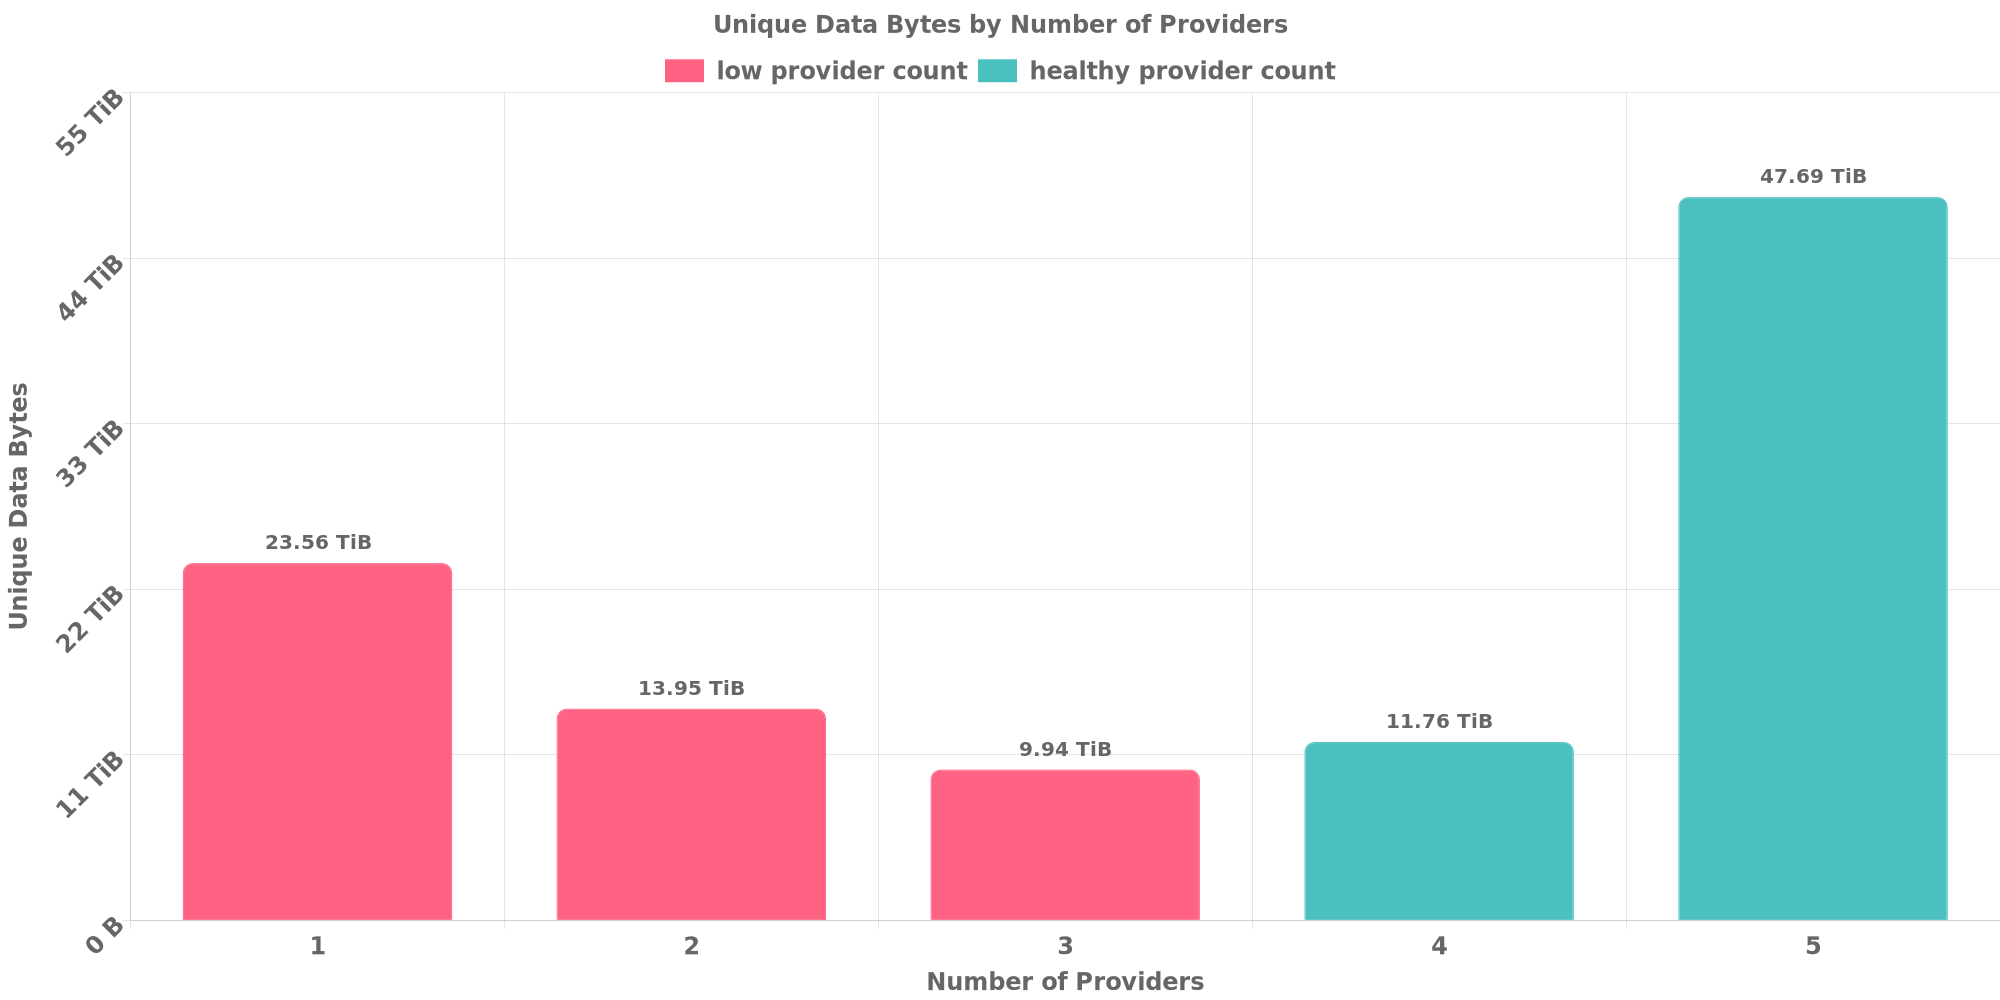 Unique Data Bytes by Number of Providers
low provider count healthy provider count
55 TiB
44 TiB
33 TiB
22 TiB
11 TiB
0 B
Unique Data Bytes
23.56 TiB
13.95 TiB
9.94 TiB
11.76 TiB
47.69 TiB
1 2 3 4 5
Number of Providers